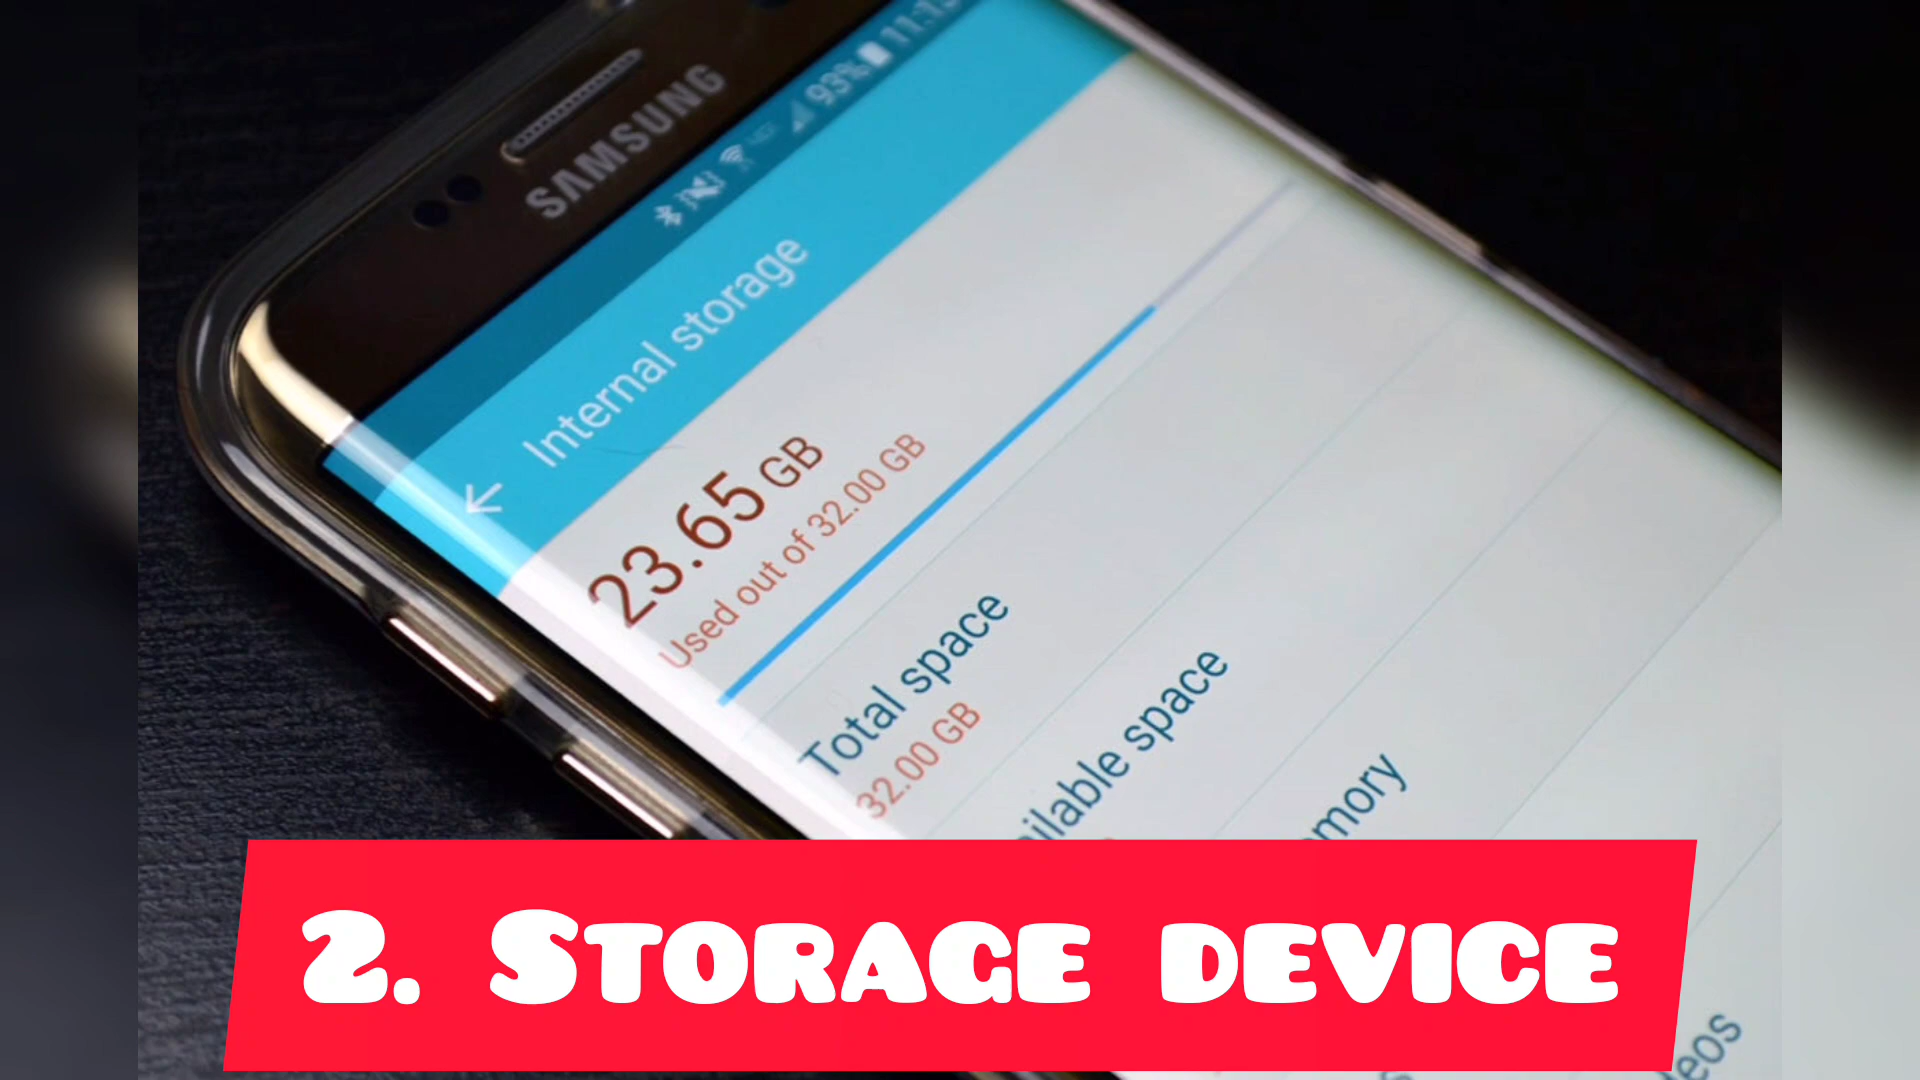 SAMSUNG
93%
Internal storage
23.65 GB
Used out of 32.00 GB
Total space
32.00 GB
2. STORAGE DEVICE